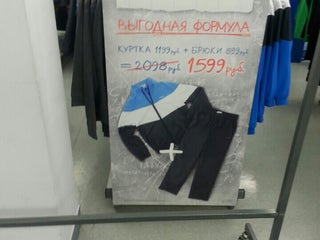 ВЫГОДНАЯ ФОРМУЛА
КУРТКА 1199руб. + БРЮКИ 899руб.
= 2098руб. 1599руб.